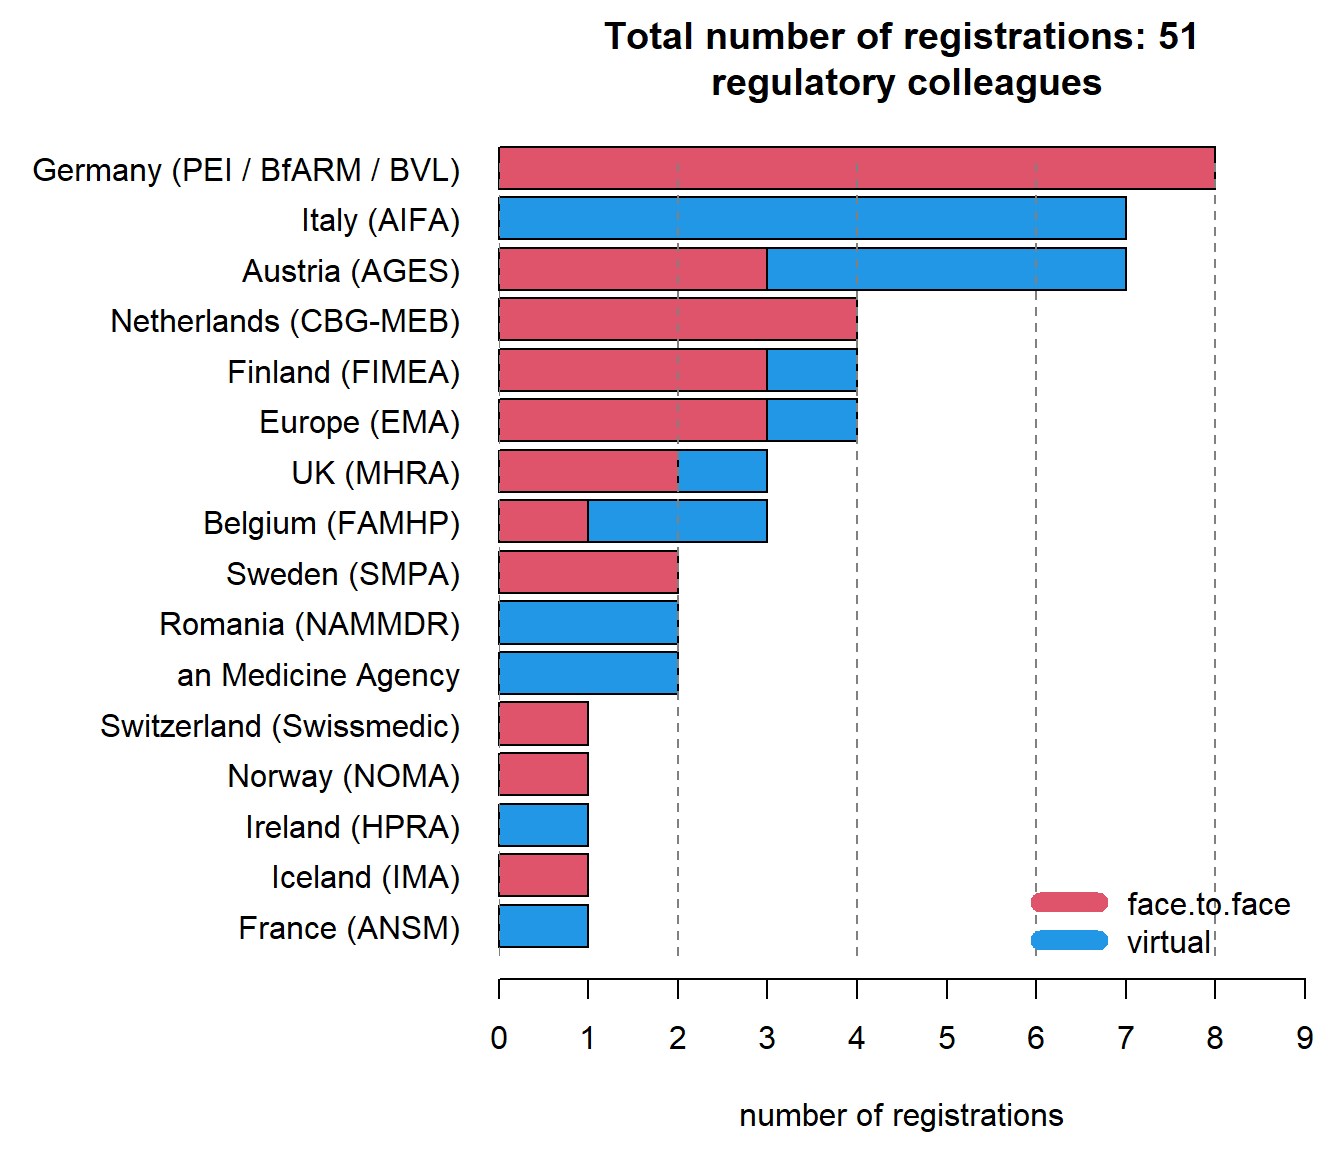 Total number of registrations: 51
regulatory colleagues
Germany (PEI / BfARM / BVL)
Italy (AIFA)
Austria (AGES)
Netherlands (CBG-MEB)
Finland (FIMEA)
Europe (EMA)
UK (MHRA)
Belgium (FAMHP)
Sweden (SMPA)
Romania (NAMMDR)
an Medicine Agency
Switzerland (Swissmedic)
Norway (NOMA)
Ireland (HPRA)
Iceland (IMA)
France (ANSM)
face.to.face
virtual
0 1 2 3 4 5 6 7 8 9
number of registrations